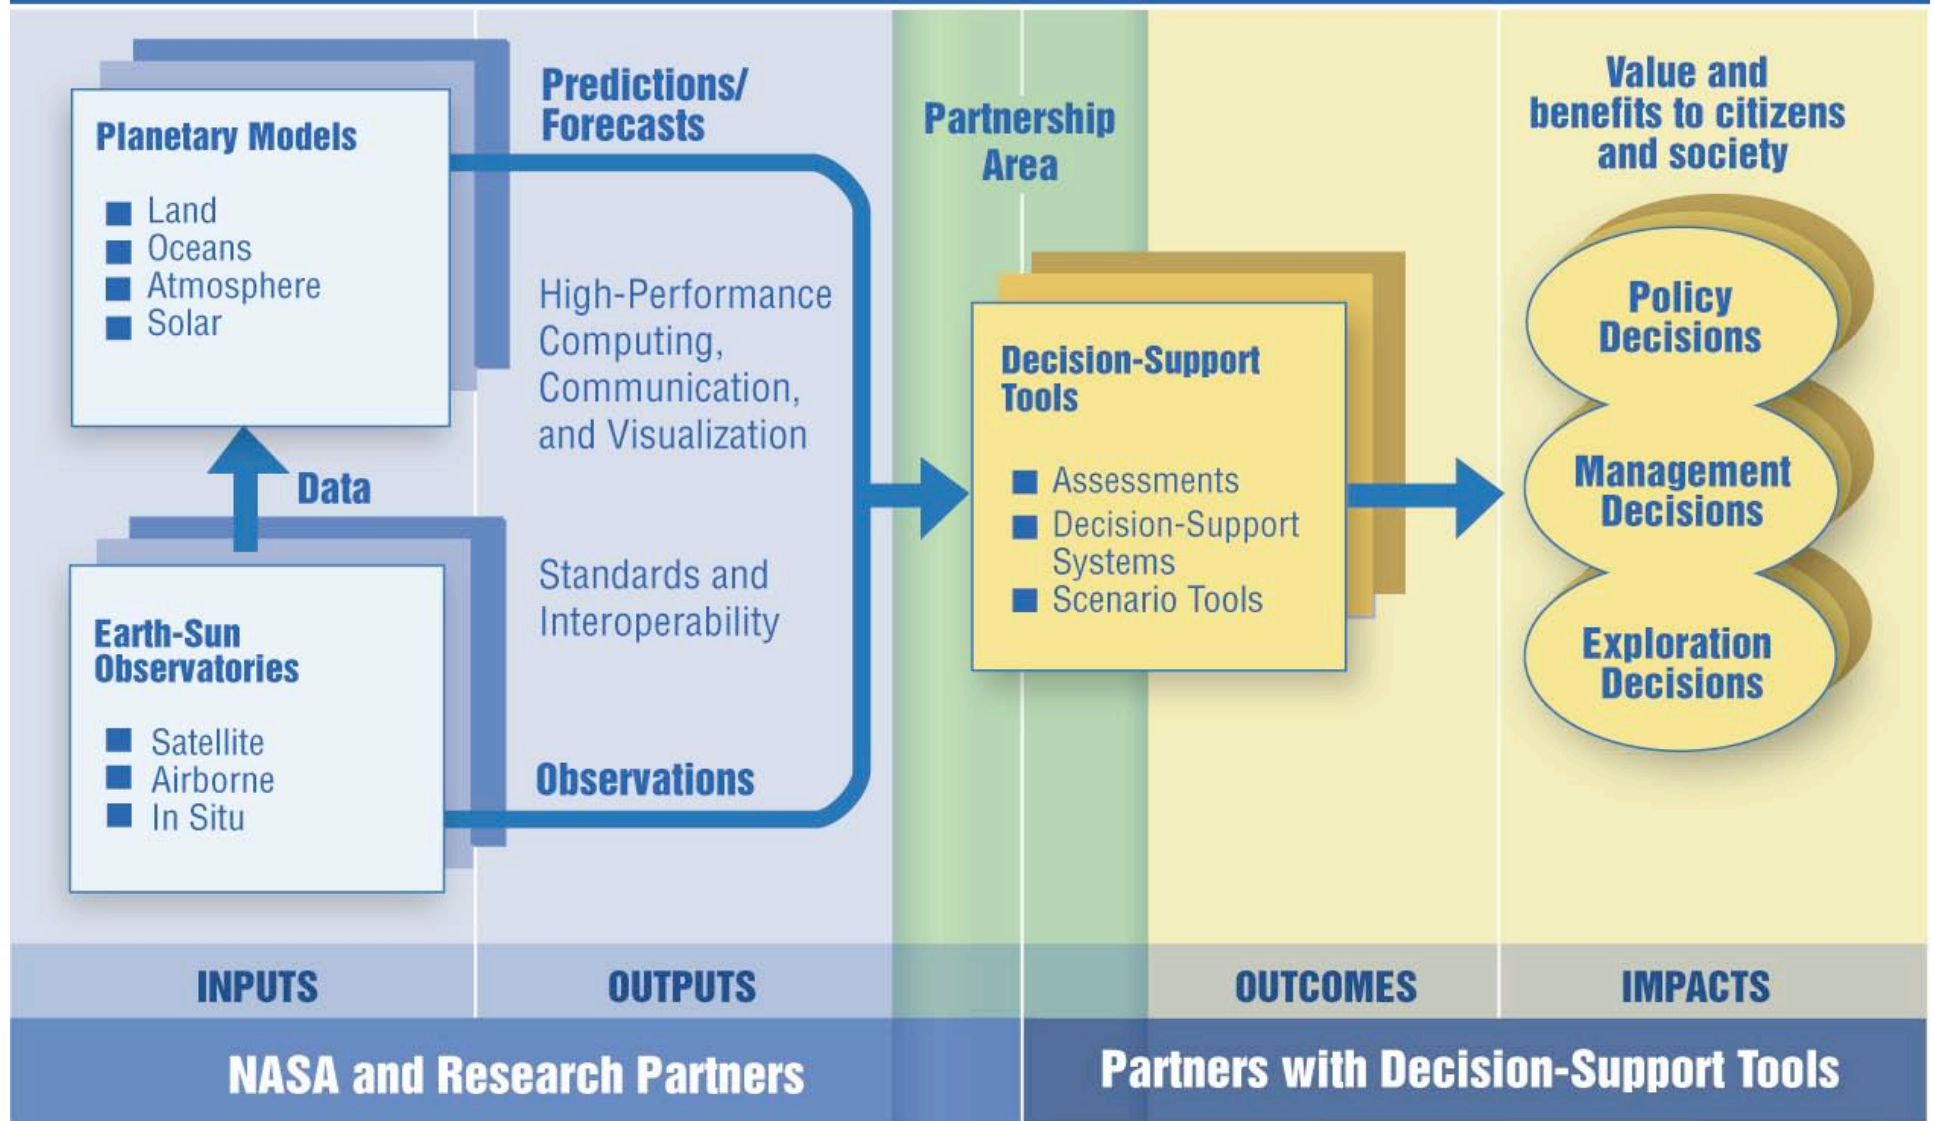 Planetary Models
Land
Oceans
Atmosphere
Solar
Data
Earth-Sun
Observatories
Satellite
Airborne
In Situ
Predictions/
Forecasts
High-Performance
Computing,
Communication,
and Visualization
Standards and
Interoperability
Observations
Partnership
Area
Decision-Support
Tools
Assessments
Decision-Support
Systems
Scenario Tools
Value and
benefits to citizens
and society
Policy
Decisions
Management
Decisions
Exploration
Decisions
INPUTS
OUTPUTS
OUTCOMES
IMPACTS
NASA and Research Partners
Partners with Decision-Support Tools